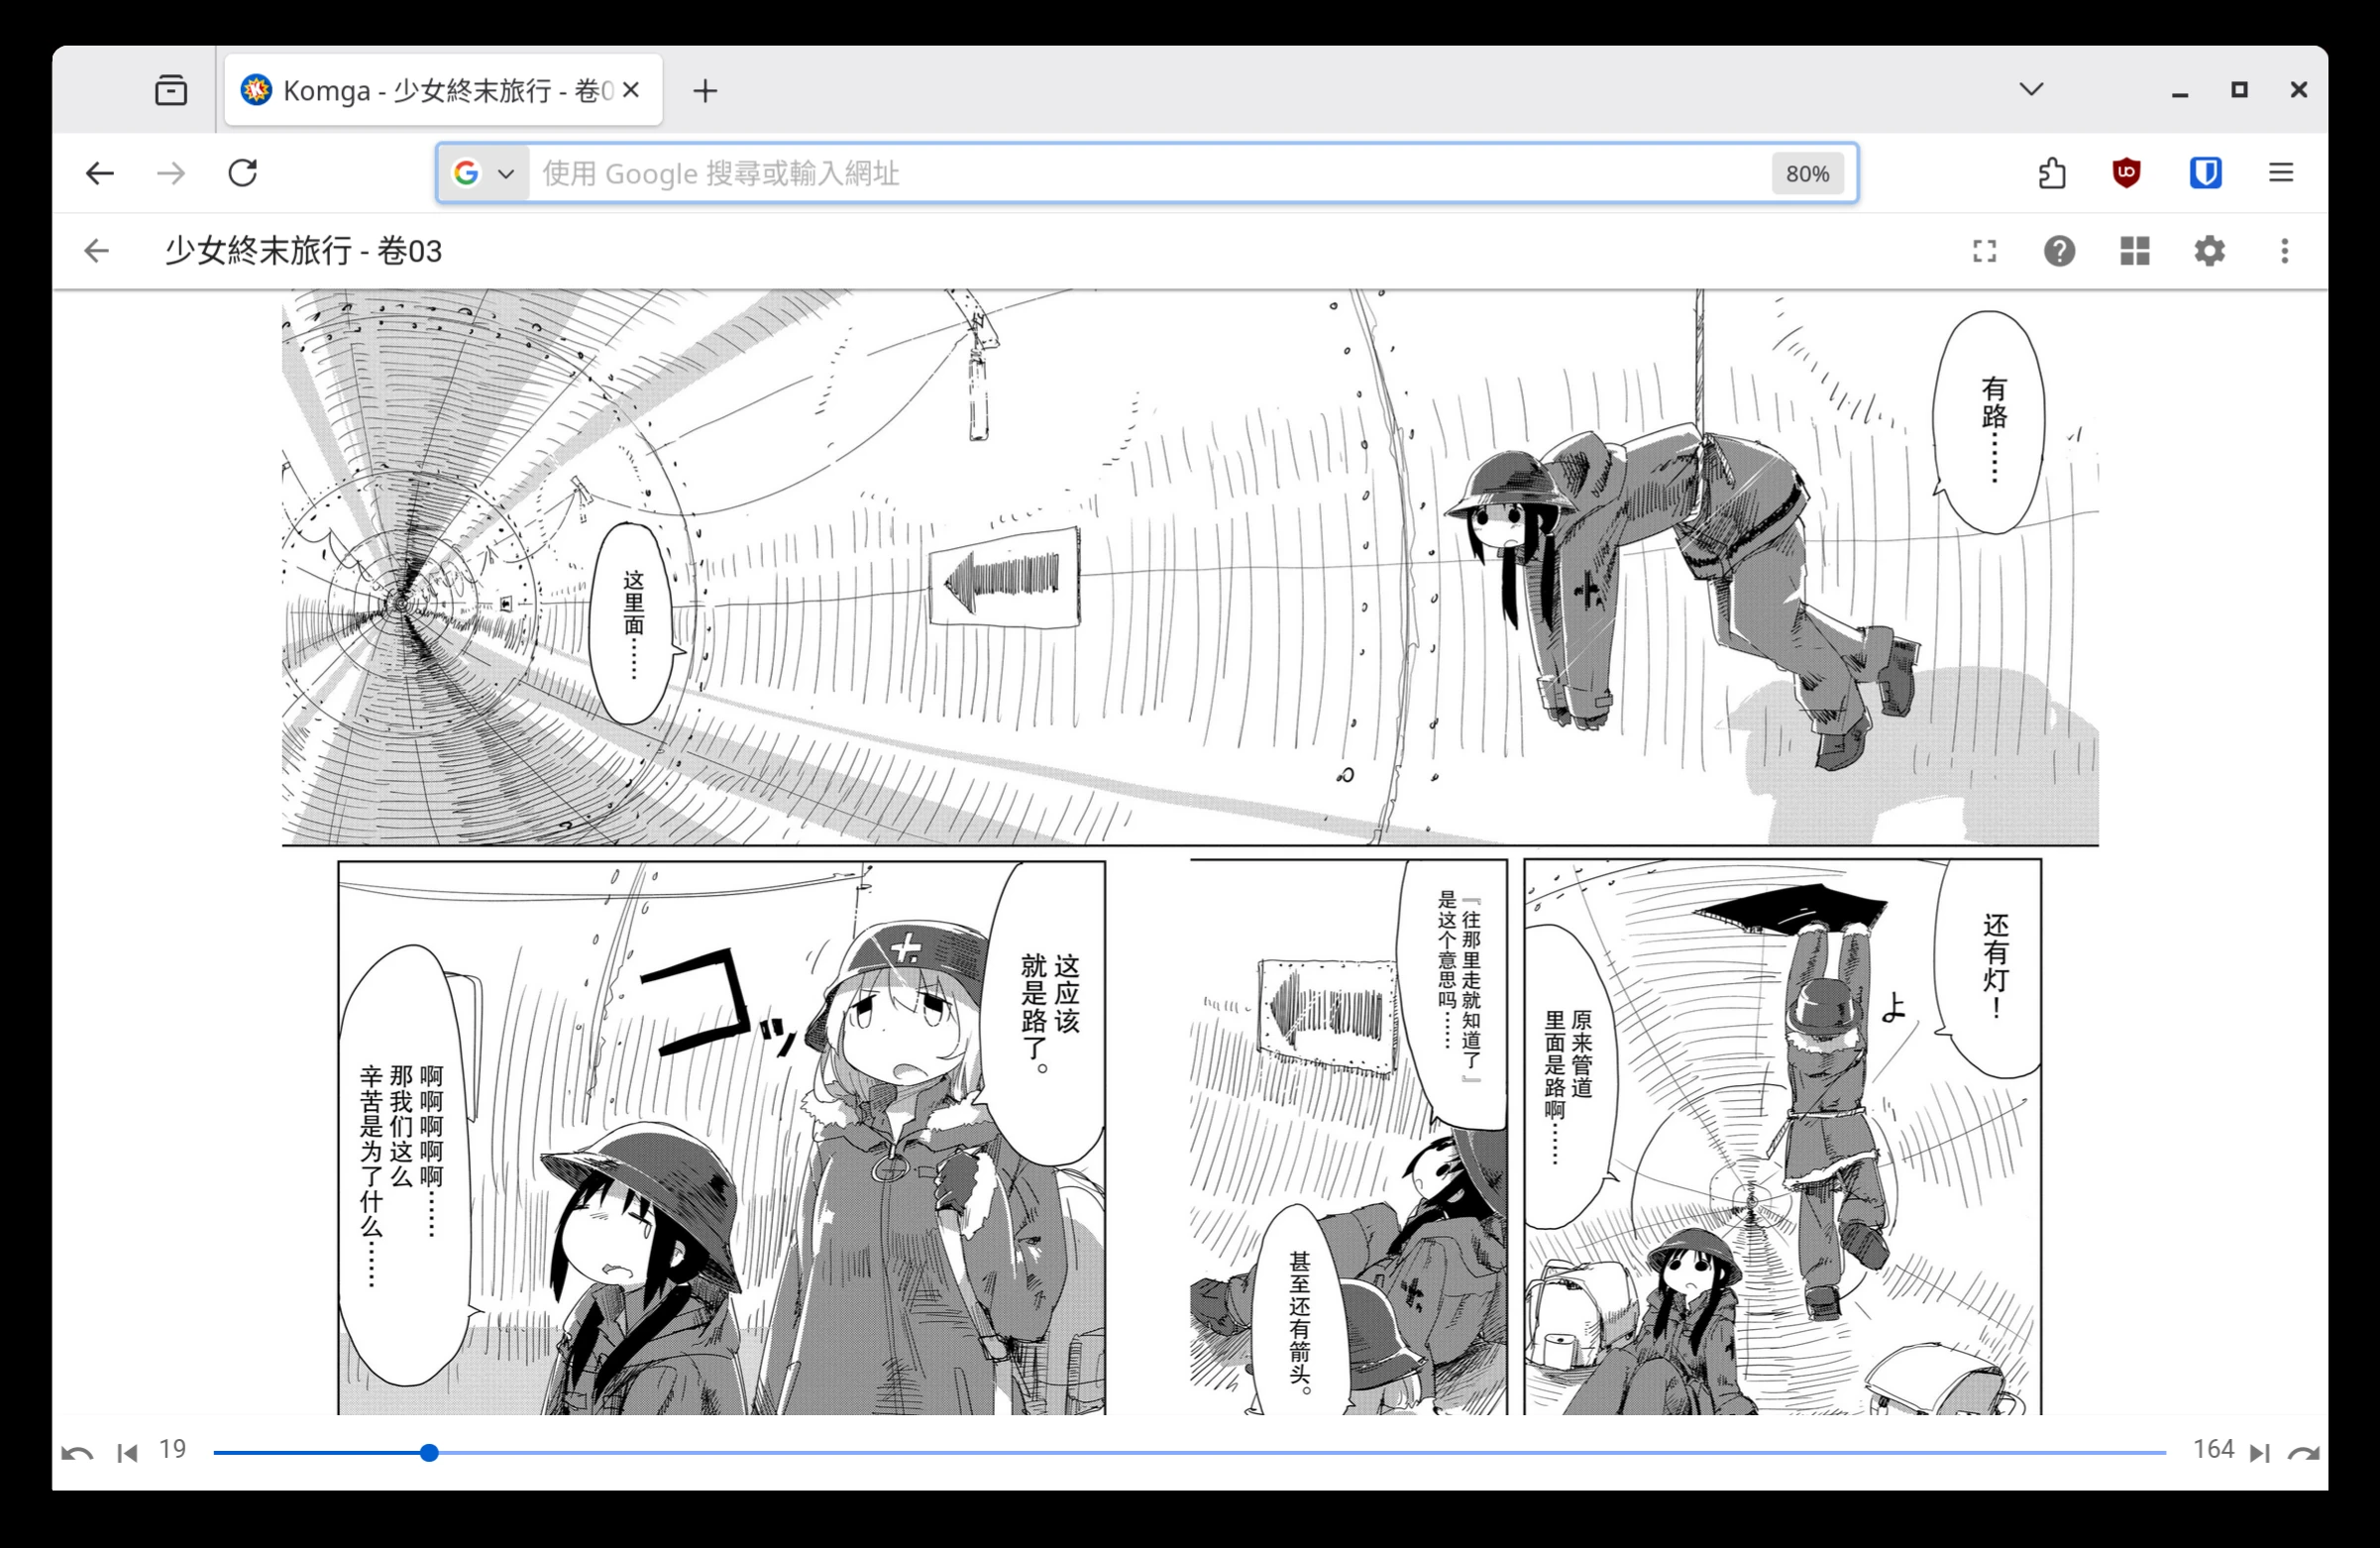 Komga - 少女終末旅行 - 卷0
使用 Google 搜尋或輸入網址
80%
少女終末旅行 - 卷03
有路……
这里面……
还有灯！
よ
原来管道
里面是路啊……
『往那里走就知道了』
是这个意思吗……
甚至还有箭头。
这应该
就是路了。
コッ
啊啊啊啊啊……
那我们这么
辛苦是为了什么……
19
164